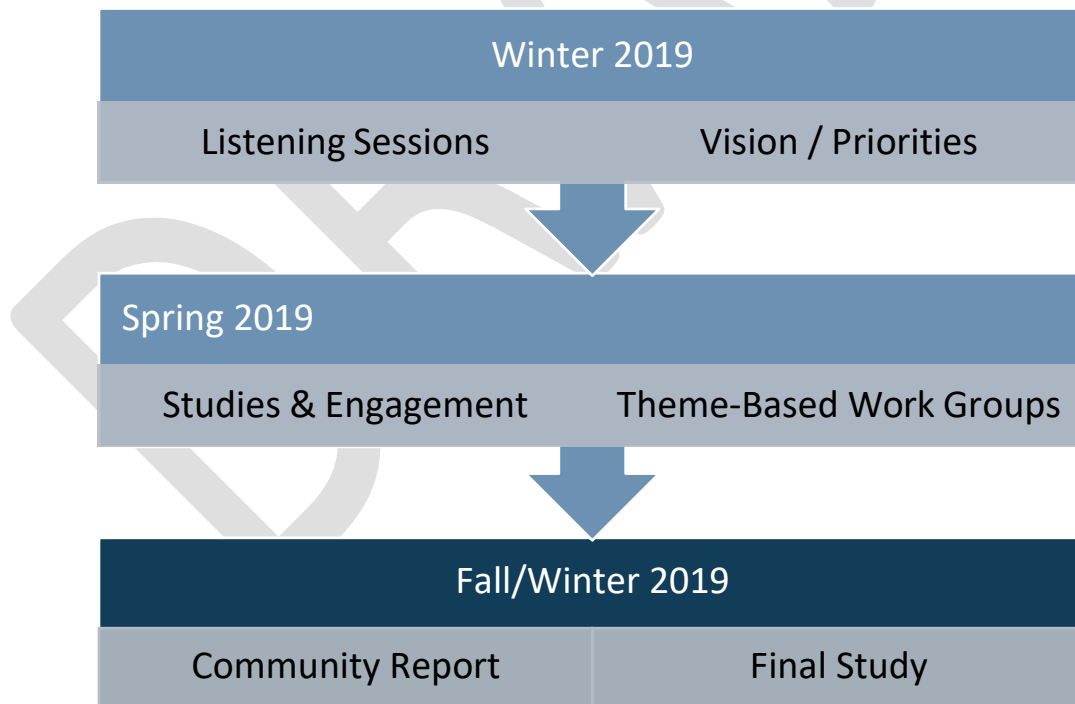 Winter 2019
Listening Sessions Vision / Priorities
Spring 2019
Studies & Engagement Theme-Based Work Groups
Fall/Winter 2019
Community Report Final Study